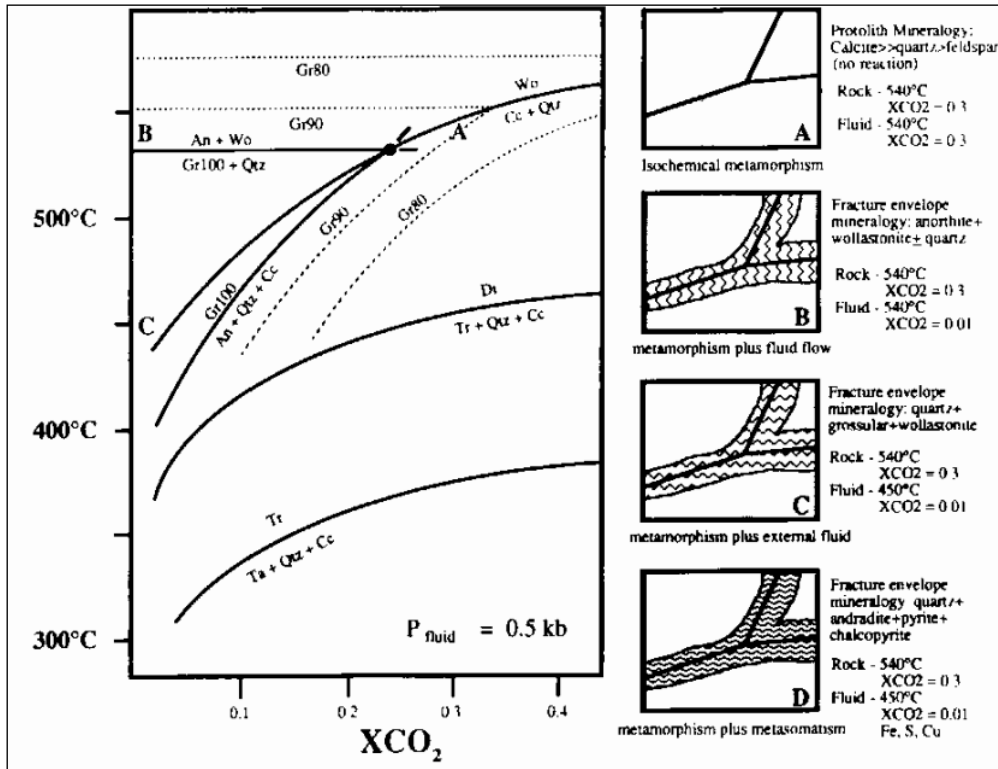 Gr80
Wo
Cc + Qtz
Gr90
A
B
An + Wo
Gr100 + Qtz
500°C
Gr90
Gr80
Gr100
An + Qtz + Cc
C
Di
Tr + Qtz + Cc
400°C
Tr
Ta + Qtz + Cc
300°C
P fluid = 0.5 kb
0.1
0.2
0.3
0.4
XCO2
Protolith Mineralogy:
Calcite>>quartz>feldspar
(no reaction)
Rock - 540°C
XCO2 = 0.3
Fluid - 540°C
XCO2 = 0.3
A
Isochemical metamorphism
Fracture envelope
mineralogy: anorthite+
wollastonite± quartz
Rock - 540°C
XCO2 = 0.3
Fluid - 540°C
XCO2 = 0.01
B
metamorphism plus fluid flow
Fracture envelope
mineralogy: quartz+
grossular+wollastonite
Rock - 540°C
XCO2 = 0.3
Fluid - 450°C
XCO2 = 0.01
C
metamorphism plus external fluid
Fracture envelope
mineralogy quartz+
andradite+pyrite+
chalcopyrite
Rock - 540°C
XCO2 = 0.3
Fluid - 450°C
XCO2 = 0.01
Fe, S, Cu
D
metamorphism plus metasomatism